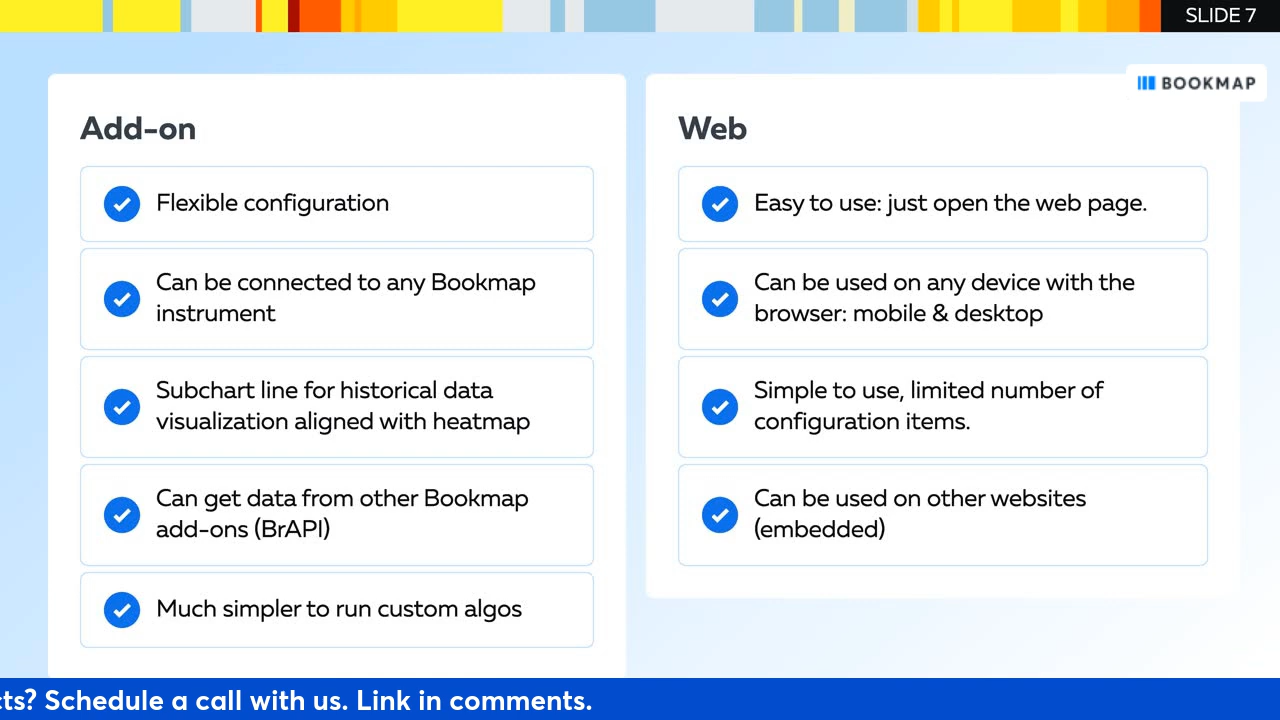 SLIDE 7
BOOKMAP
Add-on
Flexible configuration
Can be connected to any Bookmap
instrument
Subchart line for historical data
visualization aligned with heatmap
Can get data from other Bookmap
add-ons (BrAPI)
Much simpler to run custom algos
Web
Easy to use: just open the web page.
Can be used on any device with the
browser: mobile & desktop
Simple to use, limited number of
configuration items.
Can be used on other websites
(embedded)
cts? Schedule a call with us. Link in comments.